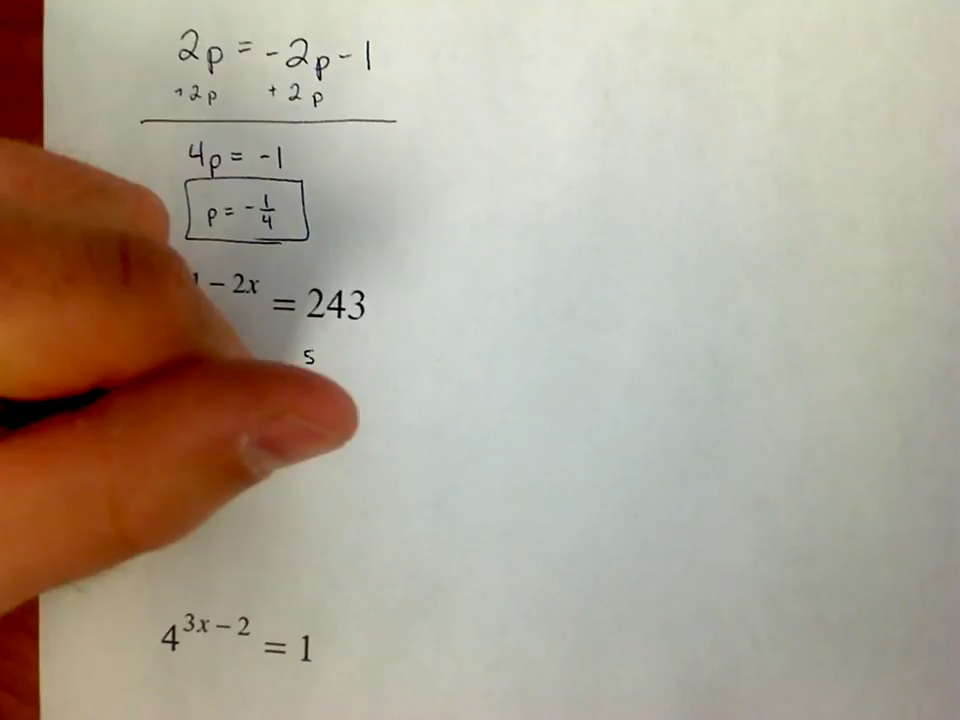 2p = -2p - 1
+2p +2p
4p = -1
p = -1/4
1 - 2x = 243
5
4^(3x - 2) = 1